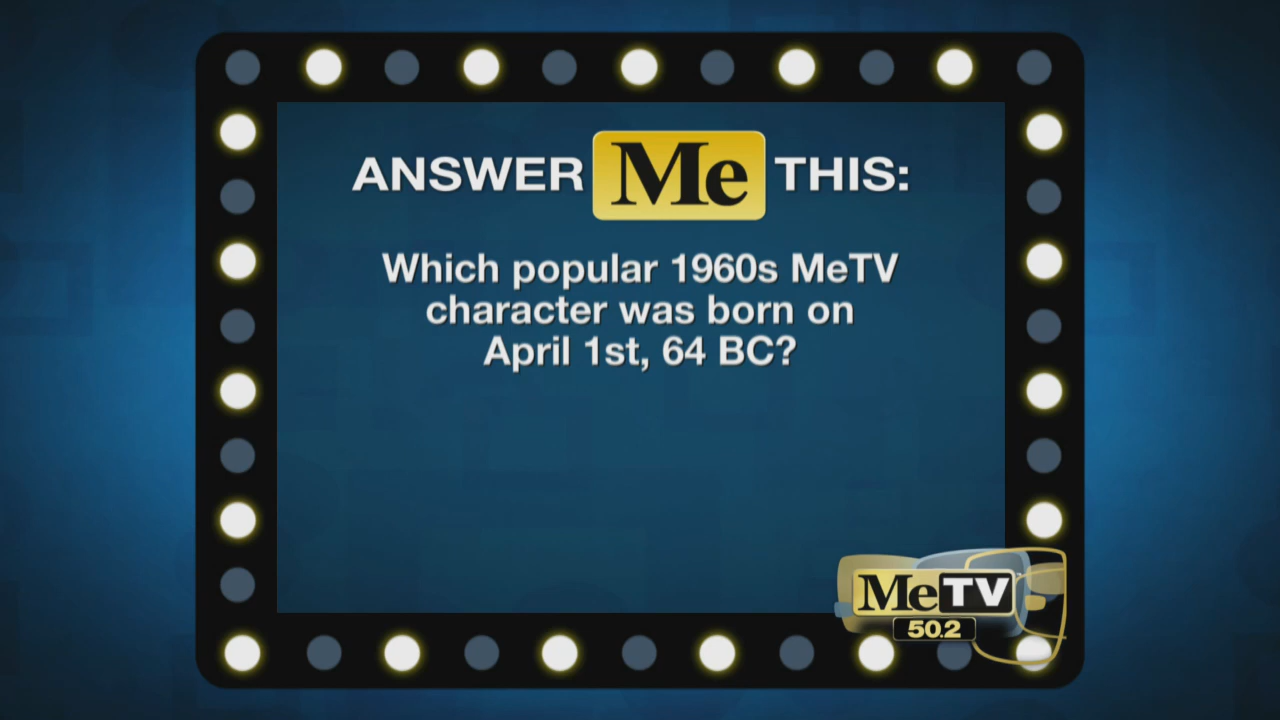 ANSWER Me THIS:
Which popular 1960s MeTV
character was born on
April 1st, 64 BC?
MeTV
50.2